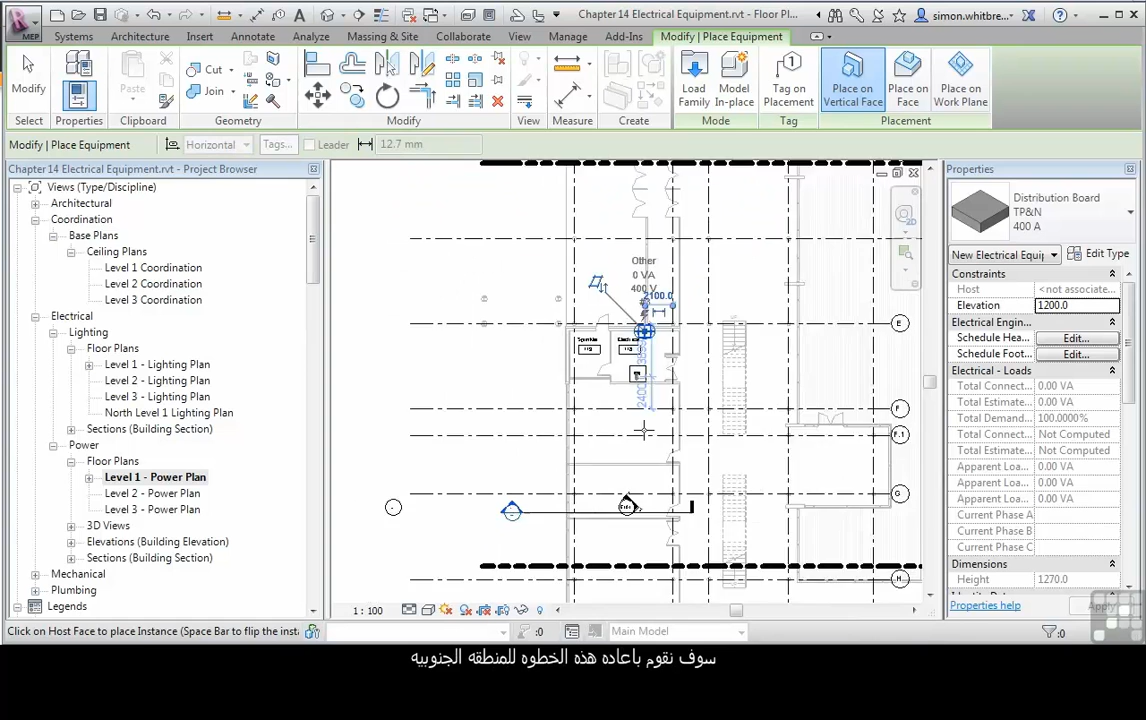 Chapter 14 Electrical Equipment.rvt - Floor Pl...
simon.whitbre...
MEP
Systems Architecture Insert Annotate Analyze Massing & Site Collaborate View Manage Add-Ins Modify | Place Equipment
Modify Paste Cut Join Load Family Model In-place Tag on Placement Place on Vertical Face Place on Face Place on Work Plane
Select Properties Clipboard Geometry Modify View Measure Create Mode Tag Placement
Modify | Place Equipment Horizontal Tags... Leader 12.7 mm
Chapter 14 Electrical Equipment.rvt - Project Browser
Views (Type/Discipline)
Architectural
Coordination
Base Plans
Ceiling Plans
Level 1 Coordination
Level 2 Coordination
Level 3 Coordination
Electrical
Lighting
Floor Plans
Level 1 - Lighting Plan
Level 2 - Lighting Plan
Level 3 - Lighting Plan
North Level 1 Lighting Plan
Sections (Building Section)
Power
Floor Plans
Level 1 - Power Plan
Level 2 - Power Plan
Level 3 - Power Plan
3D Views
Elevations (Building Elevation)
Sections (Building Section)
Mechanical
Plumbing
Legends
Other
0 VA
400 V
2100.0
E
F
F.1
G
H
1 : 100
Properties
Distribution Board
TP&N
400 A
New Electrical Equip Edit Type
Constraints
Host <not associate...
Elevation 1200.0
Electrical Engin...
Schedule Hea... Edit...
Schedule Foot... Edit...
Electrical - Loads
Total Connect... 0.00 VA
Total Estimate... 0.00 VA
Total Demand... 100.0000%
Total Connect... Not Computed
Total Estimate... Not Computed
Apparent Loa... 0.00 VA
Apparent Loa... 0.00 VA
Apparent Loa... 0.00 VA
Current Phase A
Current Phase B
Current Phase C
Dimensions
Height 1270.0
Properties help Apply
Click on Host Face to place Instance (Space Bar to flip the inst :0 Main Model :0
سوف نقوم باعاده هذه الخطوه للمنطقه الجنوبيه